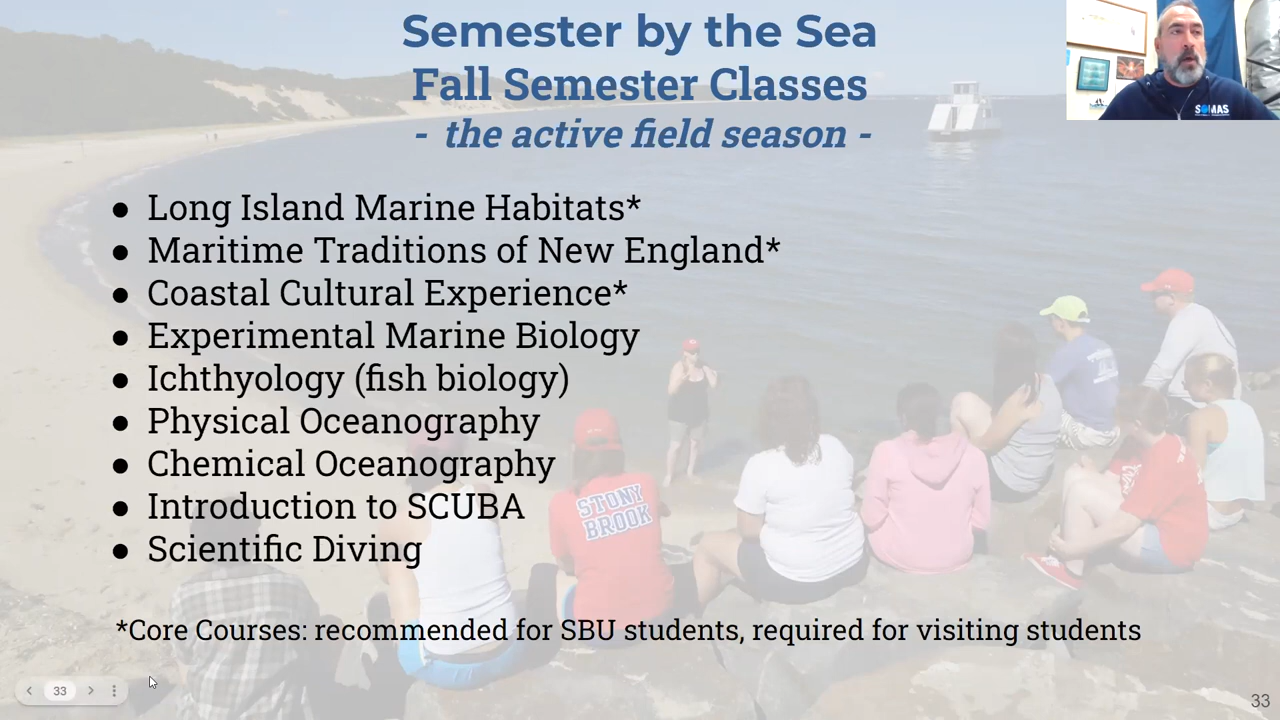 Semester by the Sea
Fall Semester Classes
- the active field season -
SOMAS
● Long Island Marine Habitats*
● Maritime Traditions of New England*
● Coastal Cultural Experience*
● Experimental Marine Biology
● Ichthyology (fish biology)
● Physical Oceanography
● Chemical Oceanography
● Introduction to SCUBA
● Scientific Diving
STONY
BROOK
*Core Courses: recommended for SBU students, required for visiting students
33
33